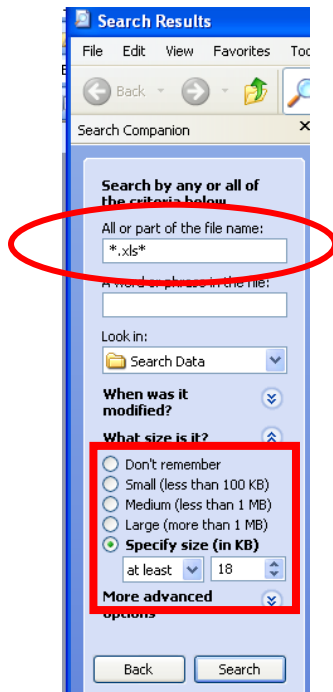 Search Results
File Edit View Favorites
Back
Search Companion
Search by any or all of
the criteria below.
All or part of the file name:
*.xls*
A word or phrase in the file:
Look in:
Search Data
When was it
modified?
What size is it?
Don't remember
Small (less than 100 KB)
Medium (less than 1 MB)
Large (more than 1 MB)
Specify size (in KB)
at least 18
More advanced
options
Back Search